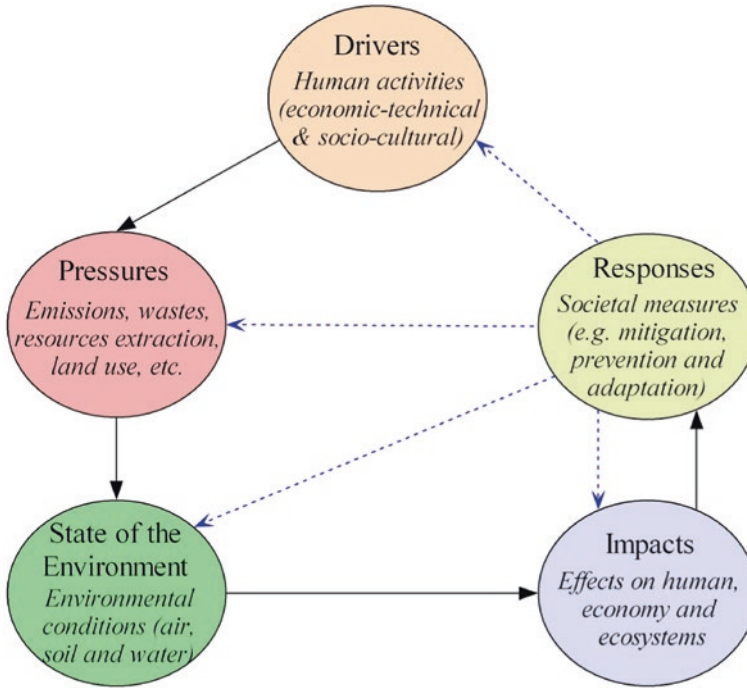 Drivers
Human activities
(economic-technical
& socio-cultural)
Pressures
Emissions, wastes,
resources extraction,
land use, etc.
Responses
Societal measures
(e.g. mitigation,
prevention and
adaptation)
State of the
Environment
Environmental
conditions (air,
soil and water)
Impacts
Effects on human,
economy and
ecosystems